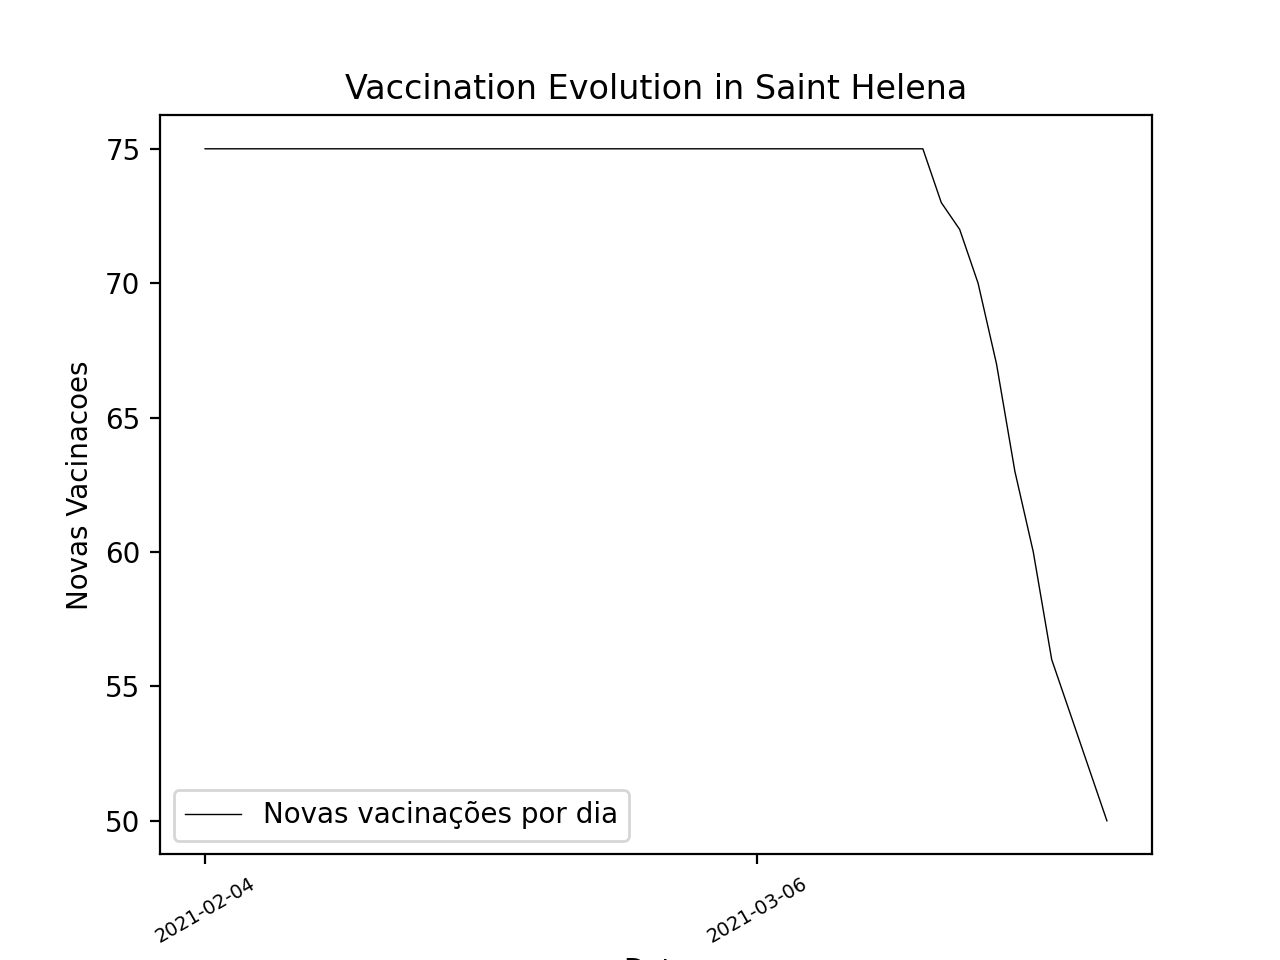 Vaccination Evolution in Saint Helena
75
70
65
60
55
50
Novas Vacinacoes
Novas vacinações por dia
2021-02-04
2021-03-06